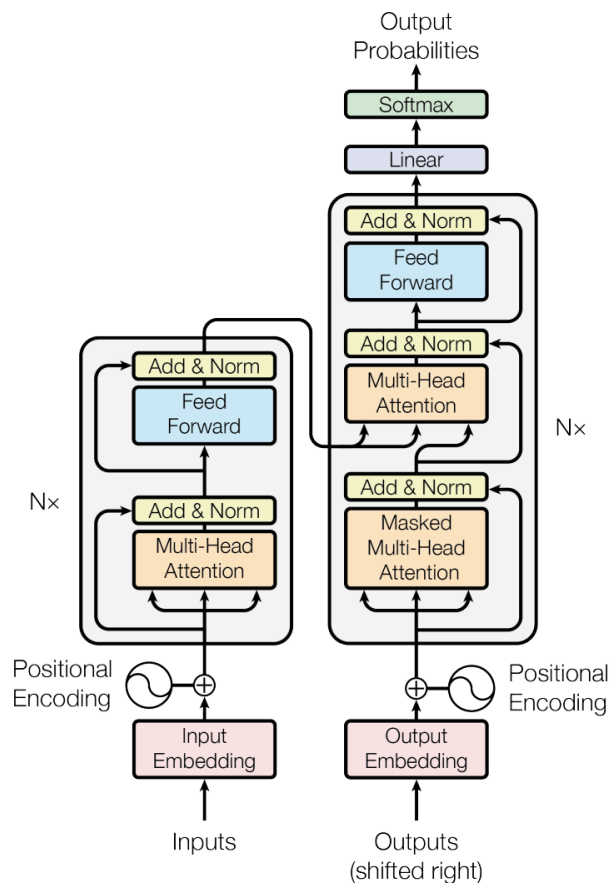 Output
Probabilities
Softmax
Linear
Add & Norm
Feed
Forward
Add & Norm
Multi-Head
Attention
Add & Norm
Masked
Multi-Head
Attention
N×
Add & Norm
Feed
Forward
N×
Add & Norm
Multi-Head
Attention
Positional
Encoding
Positional
Encoding
Input
Embedding
Output
Embedding
Inputs
Outputs
(shifted right)